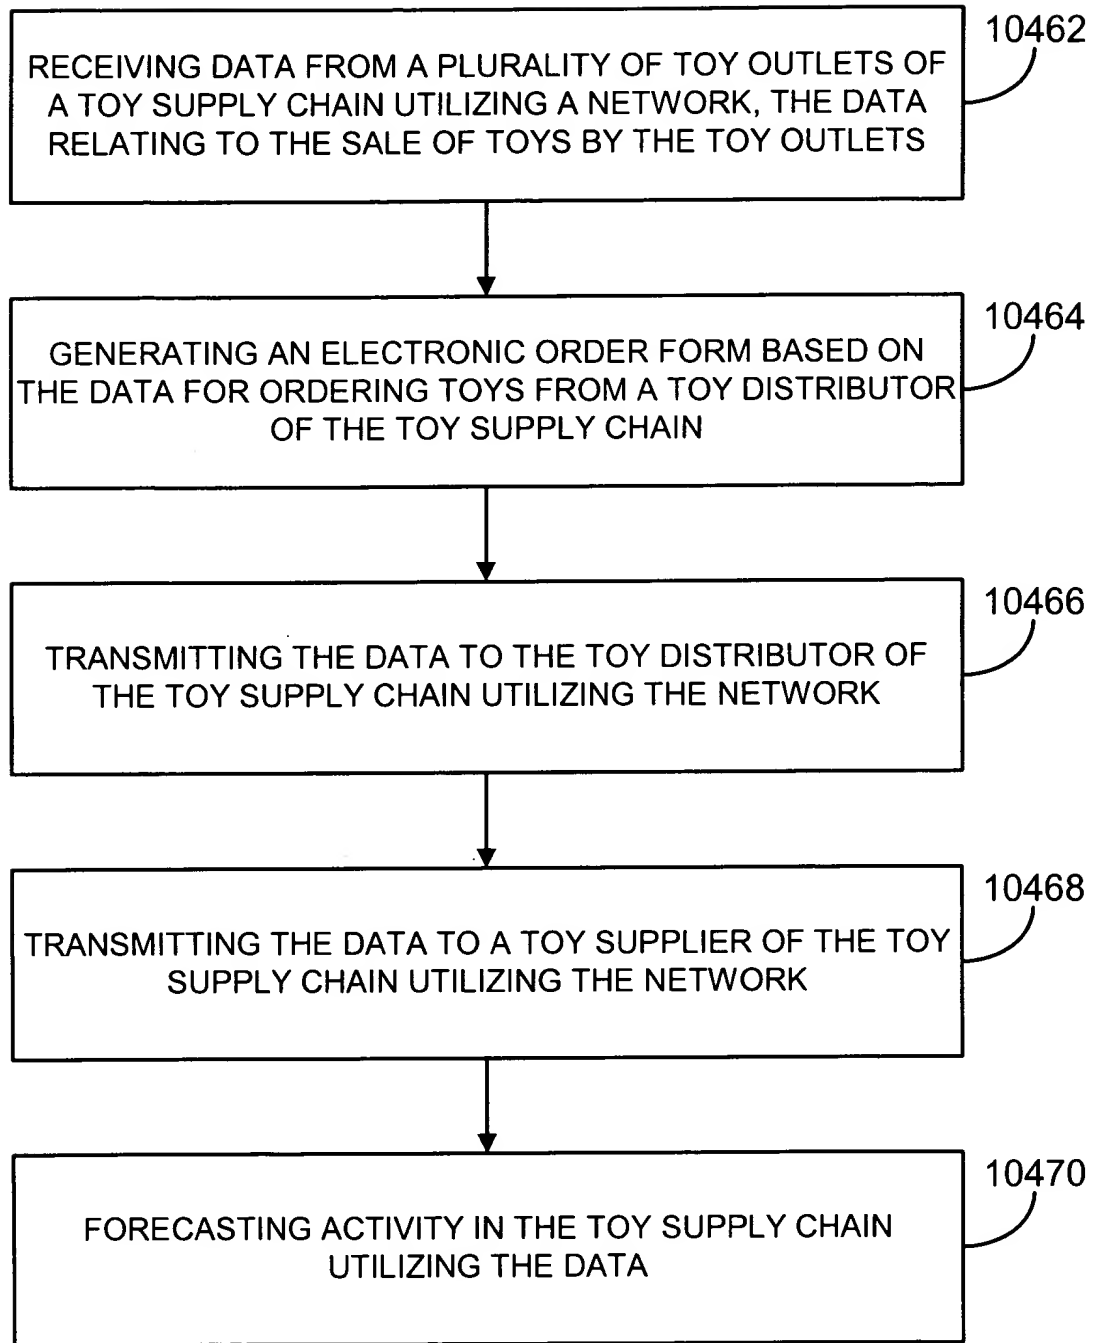 10462
RECEIVING DATA FROM A PLURALITY OF TOY OUTLETS OF
A TOY SUPPLY CHAIN UTILIZING A NETWORK, THE DATA
RELATING TO THE SALE OF TOYS BY THE TOY OUTLETS
10464
GENERATING AN ELECTRONIC ORDER FORM BASED ON
THE DATA FOR ORDERING TOYS FROM A TOY DISTRIBUTOR
OF THE TOY SUPPLY CHAIN
10466
TRANSMITTING THE DATA TO THE TOY DISTRIBUTOR OF
THE TOY SUPPLY CHAIN UTILIZING THE NETWORK
10468
TRANSMITTING THE DATA TO A TOY SUPPLIER OF THE TOY
SUPPLY CHAIN UTILIZING THE NETWORK
10470
FORECASTING ACTIVITY IN THE TOY SUPPLY CHAIN
UTILIZING THE DATA